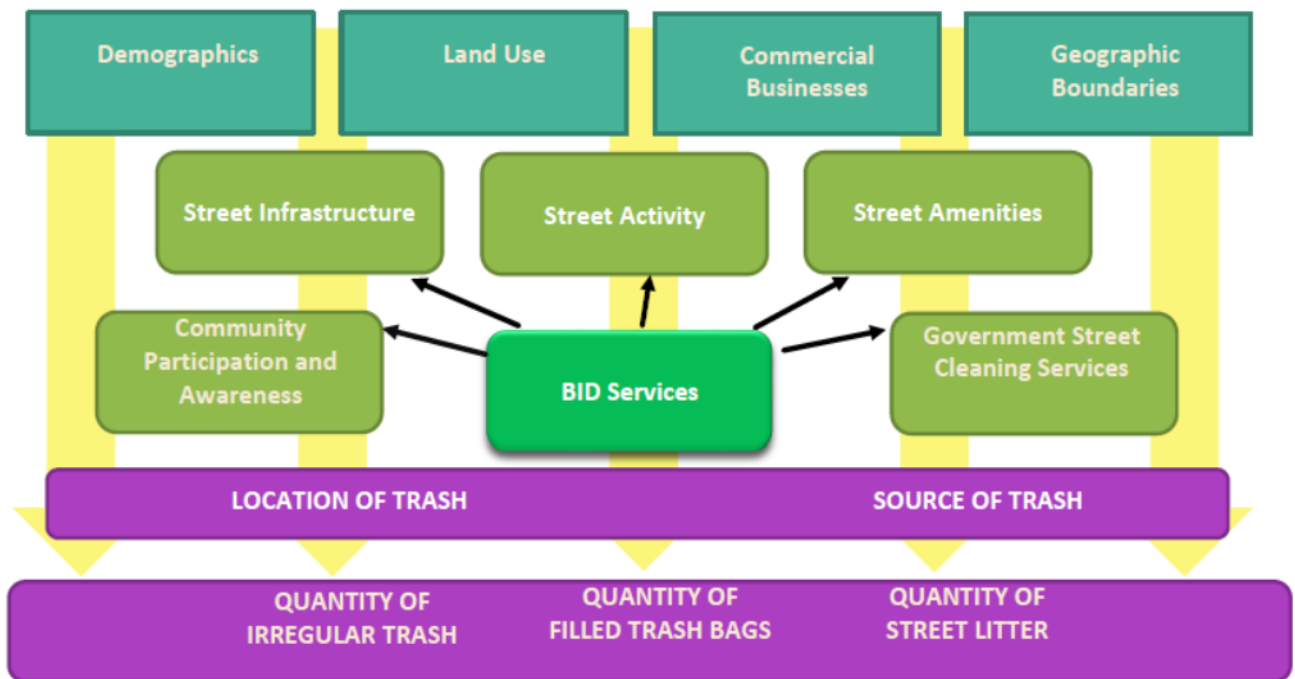 Demographics
Land Use
Commercial
Businesses
Geographic
Boundaries
Street Infrastructure
Street Activity
Street Amenities
Community
Participation and
Awareness
BID Services
Government Street
Cleaning Services
LOCATION OF TRASH
SOURCE OF TRASH
QUANTITY OF
IRREGULAR TRASH
QUANTITY OF
FILLED TRASH BAGS
QUANTITY OF
STREET LITTER